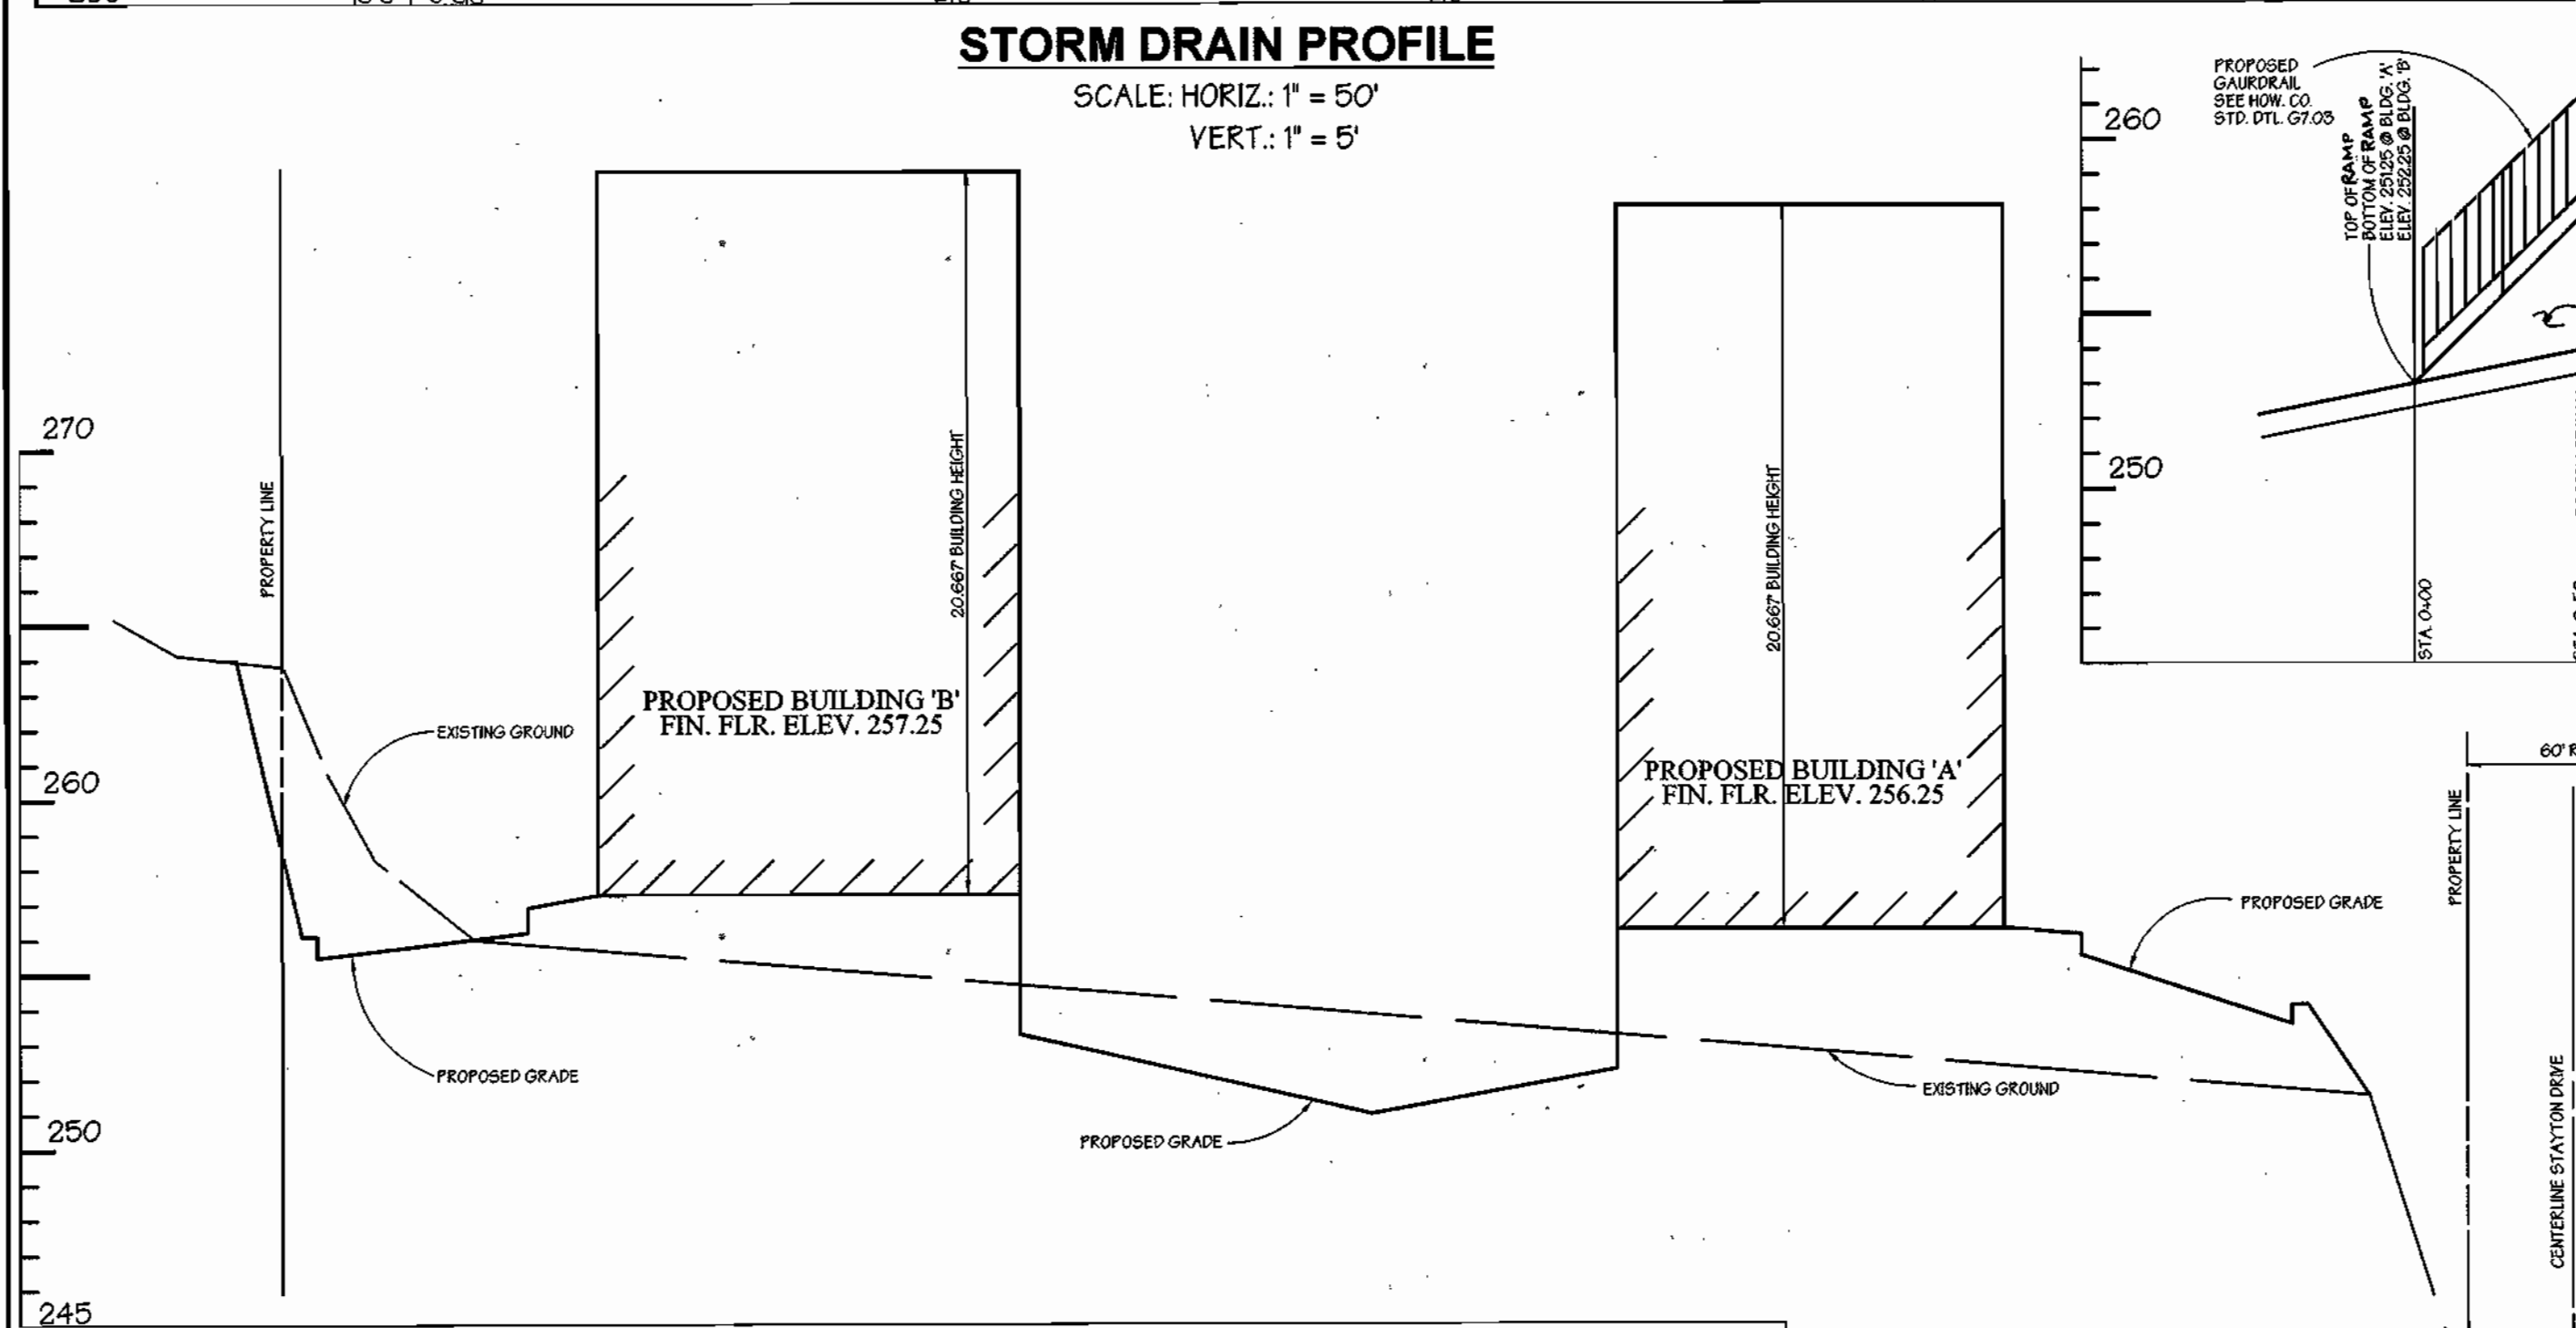 STORM DRAIN PROFILE
SCALE: HORIZ.: 1" = 50'
VERT.: 1" = 5'
270
260
250
245
PROPERTY LINE
EXISTING GROUND
PROPOSED GRADE
PROPOSED BUILDING 'B'
FIN. FLR. ELEV. 257.25
20.667' BUILDING HEIGHT
PROPOSED GRADE
PROPOSED BUILDING 'A'
FIN. FLR. ELEV. 256.25
20.667' BUILDING HEIGHT
EXISTING GROUND
PROPOSED GRADE
260
250
PROPOSED
GAURDRAIL
SEE HOW. CO.
STD. DTL. G7.03
TOP OF RAMP
BOTTOM OF RAMP
ELEV. 251.25 @ BLDG. 'A'
ELEV. 252.25 @ BLDG. 'B'
STA. 0+00
60' R
PROPERTY LINE
CENTERLINE STAYTON DRIVE